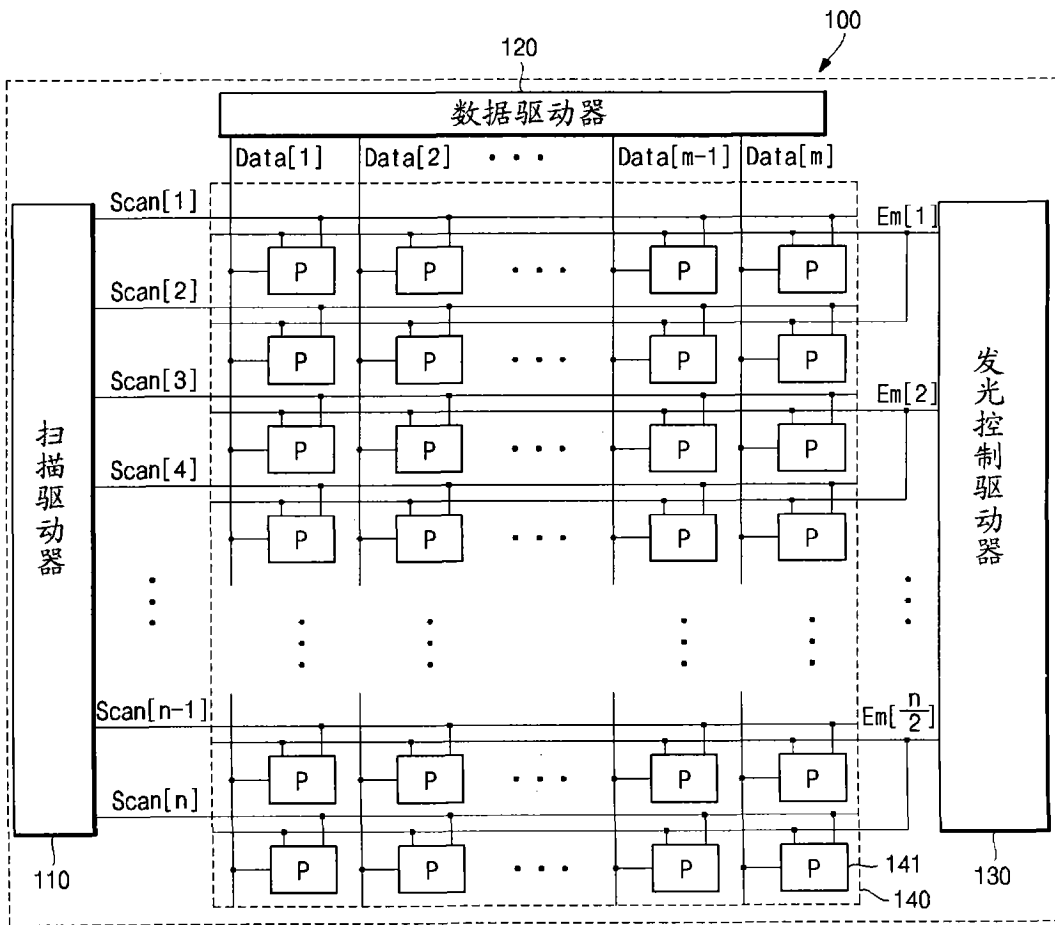 100
120
数据驱动器
Data[1] Data[2] ··· Data[m-1] Data[m]
Scan[1] Em[1]
P P ··· P P
Scan[2]
P P ··· P P
Scan[3] Em[2]
P P ··· P P
Scan[4]
P P ··· P P
扫描驱动器
发光控制驱动器
Scan[n-1] Em[n/2]
P P ··· P P
Scan[n]
P P ··· P P
141
140
110
130